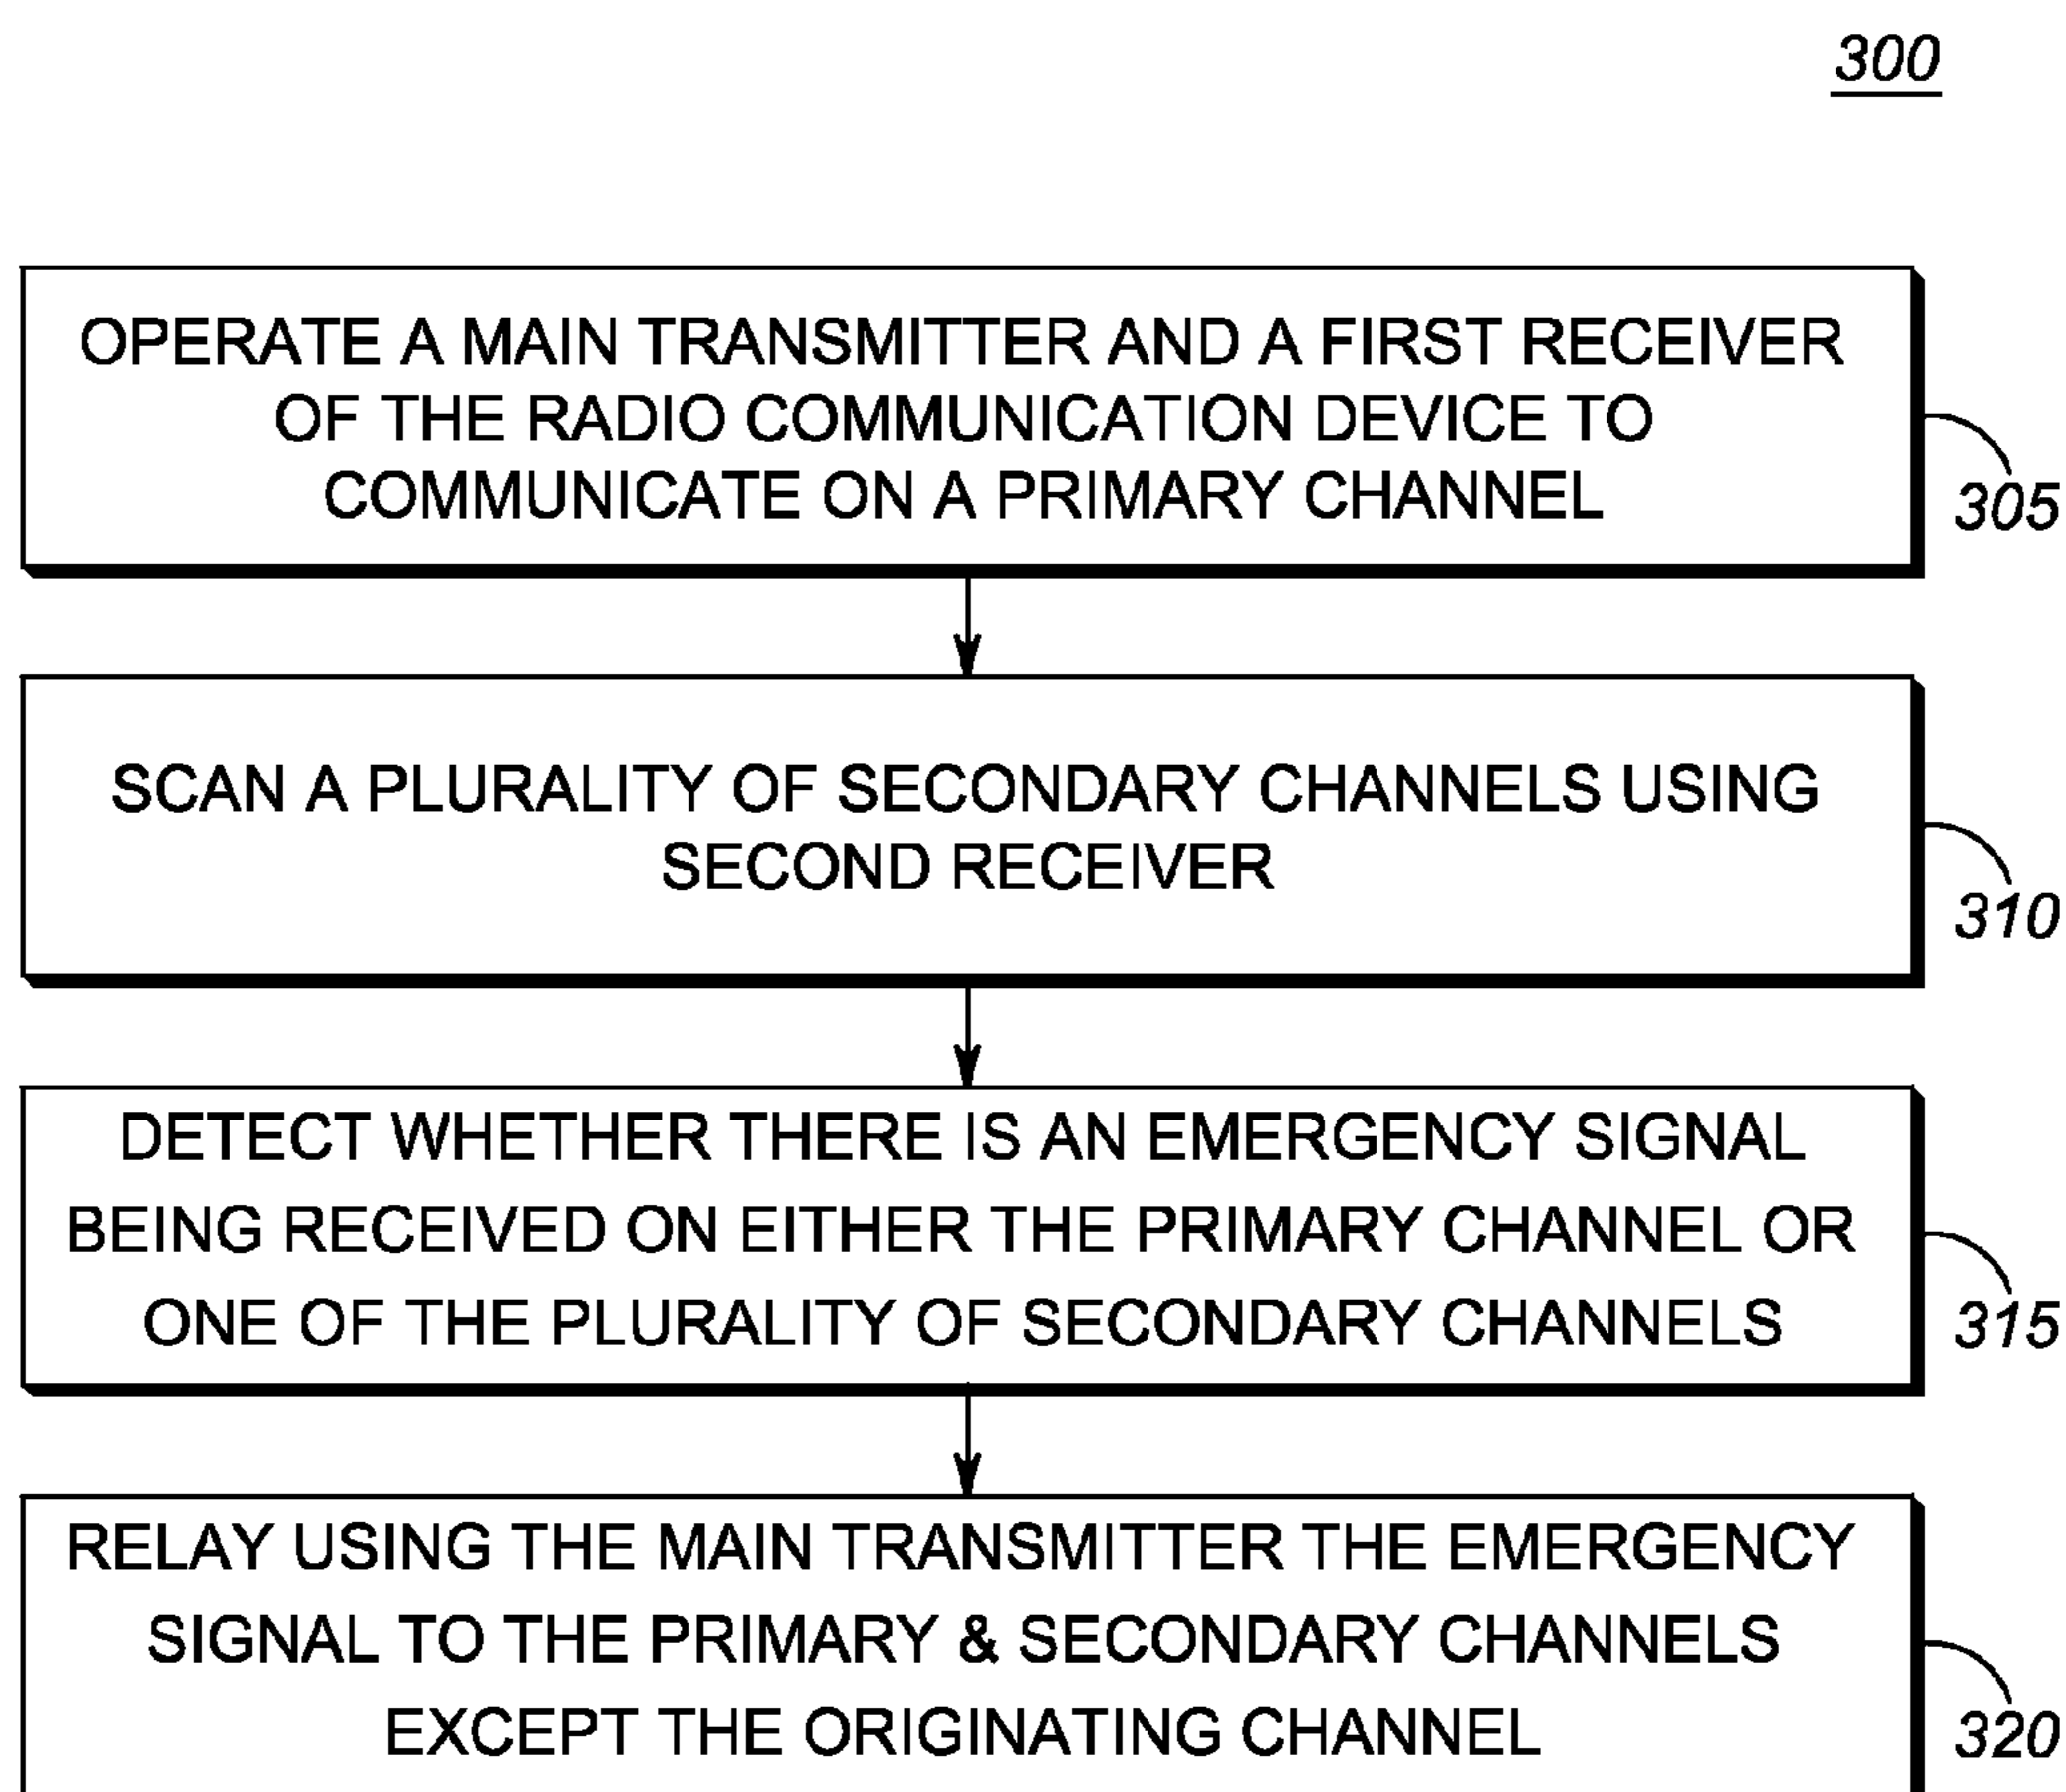 300
OPERATE A MAIN TRANSMITTER AND A FIRST RECEIVER
OF THE RADIO COMMUNICATION DEVICE TO
COMMUNICATE ON A PRIMARY CHANNEL
305
SCAN A PLURALITY OF SECONDARY CHANNELS USING
SECOND RECEIVER
310
DETECT WHETHER THERE IS AN EMERGENCY SIGNAL
BEING RECEIVED ON EITHER THE PRIMARY CHANNEL OR
ONE OF THE PLURALITY OF SECONDARY CHANNELS
315
RELAY USING THE MAIN TRANSMITTER THE EMERGENCY
SIGNAL TO THE PRIMARY & SECONDARY CHANNELS
EXCEPT THE ORIGINATING CHANNEL
320